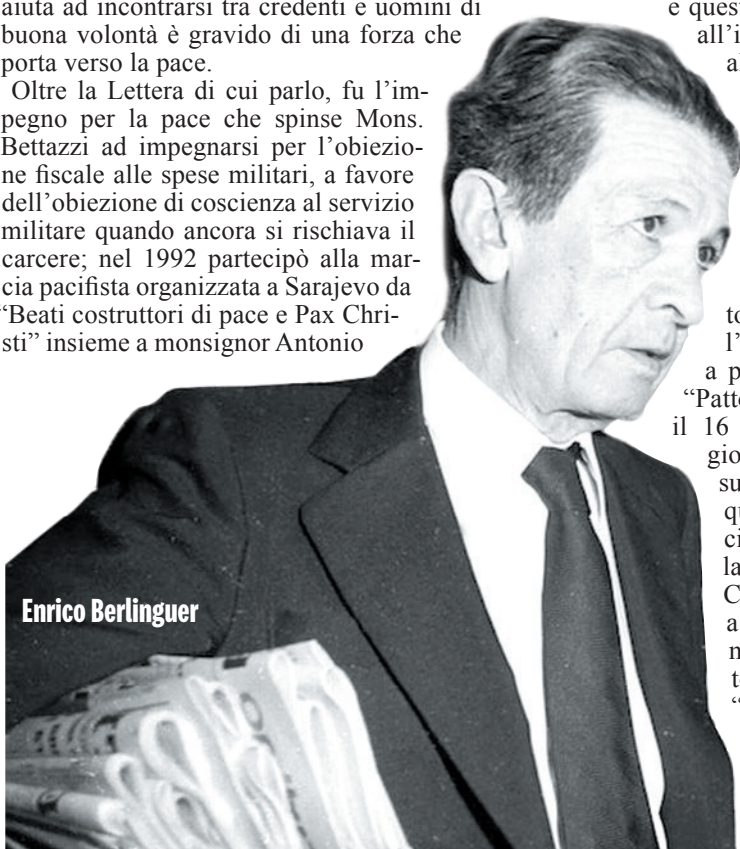 aiuta ad incontrarsi tra credenti e uomini di
buona volontà è gravido di una forza che
porta verso la pace.
Oltre la Lettera di cui parlo, fu l’im-
pegno per la pace che spinse Mons.
Bettazzi ad impegnarsi per l’obiezio-
ne fiscale alle spese militari, a favore
dell’obiezione di coscienza al servizio
militare quando ancora si rischiava il
carcere; nel 1992 partecipò alla mar-
cia pacifista organizzata a Sarajevo da
“Beati costruttori di pace e Pax Chri-
sti” insieme a monsignor Antonio
Enrico Berlinguer
e quest
all’i
al
to
l’
a p
“Patto
il 16
gio
su
qu
ci
la
C
a